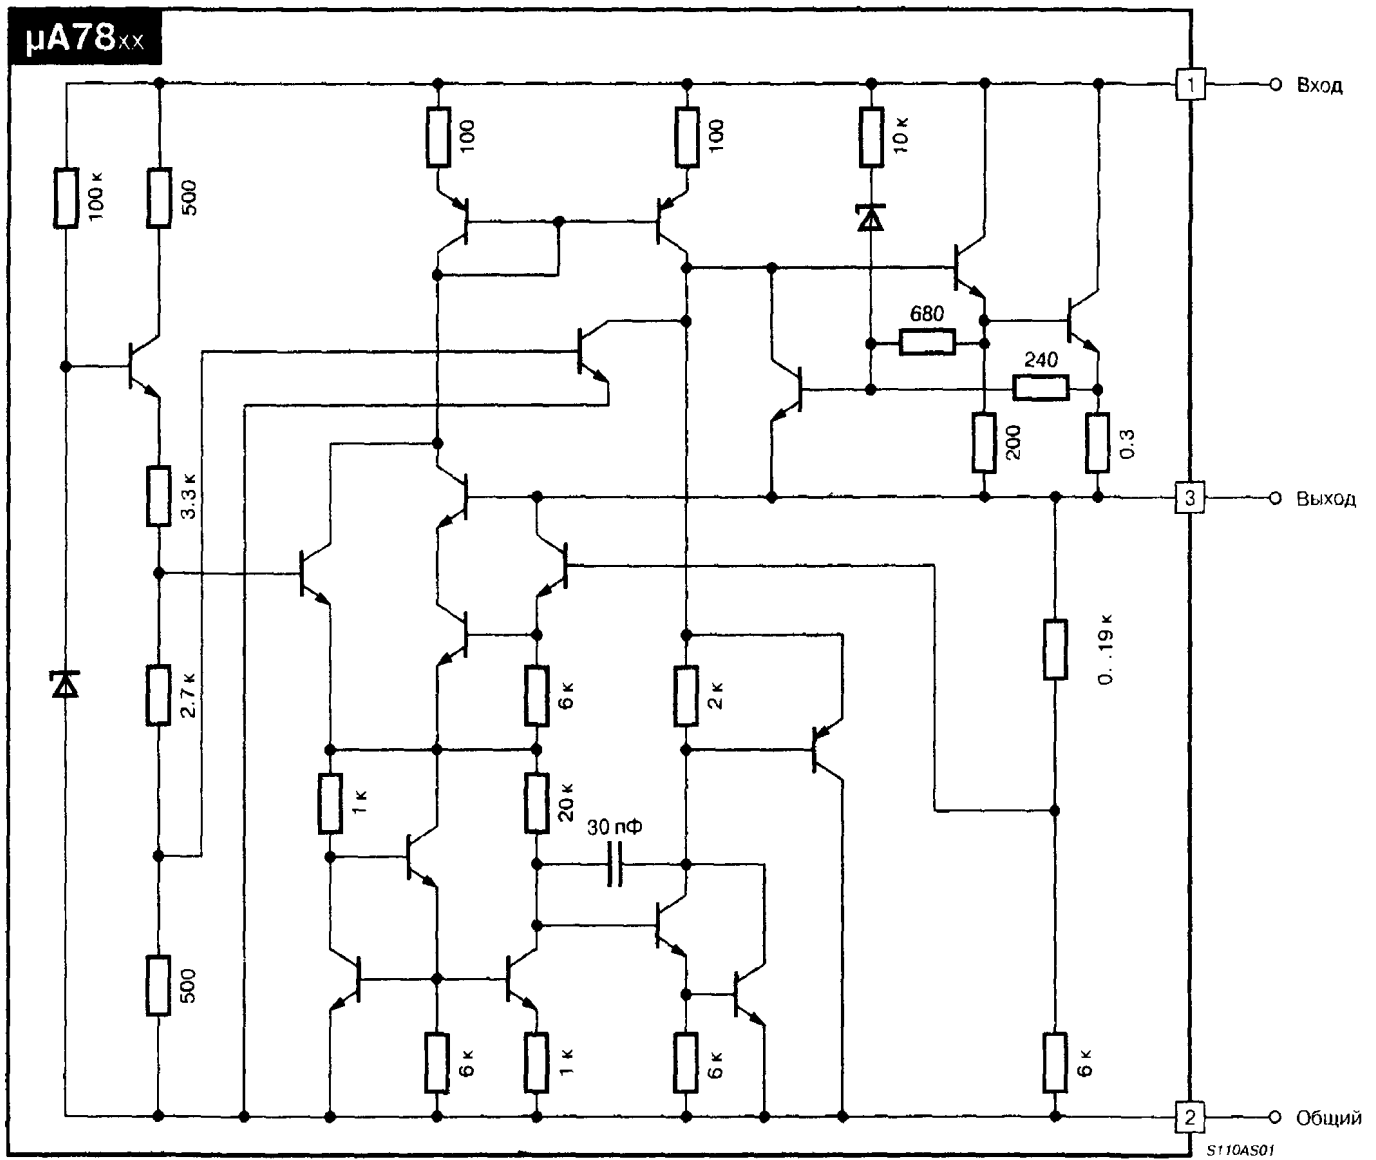 µA78xx
1
Вход
100
100
10 к
100 к
500
680
240
200
0.3
3.3 к
3
Выход
0. .19 к
2.7 к
6 к
2 к
1 к
20 к
30 пФ
500
6 к
1 к
6 к
6 к
2
Общий
S110AS01